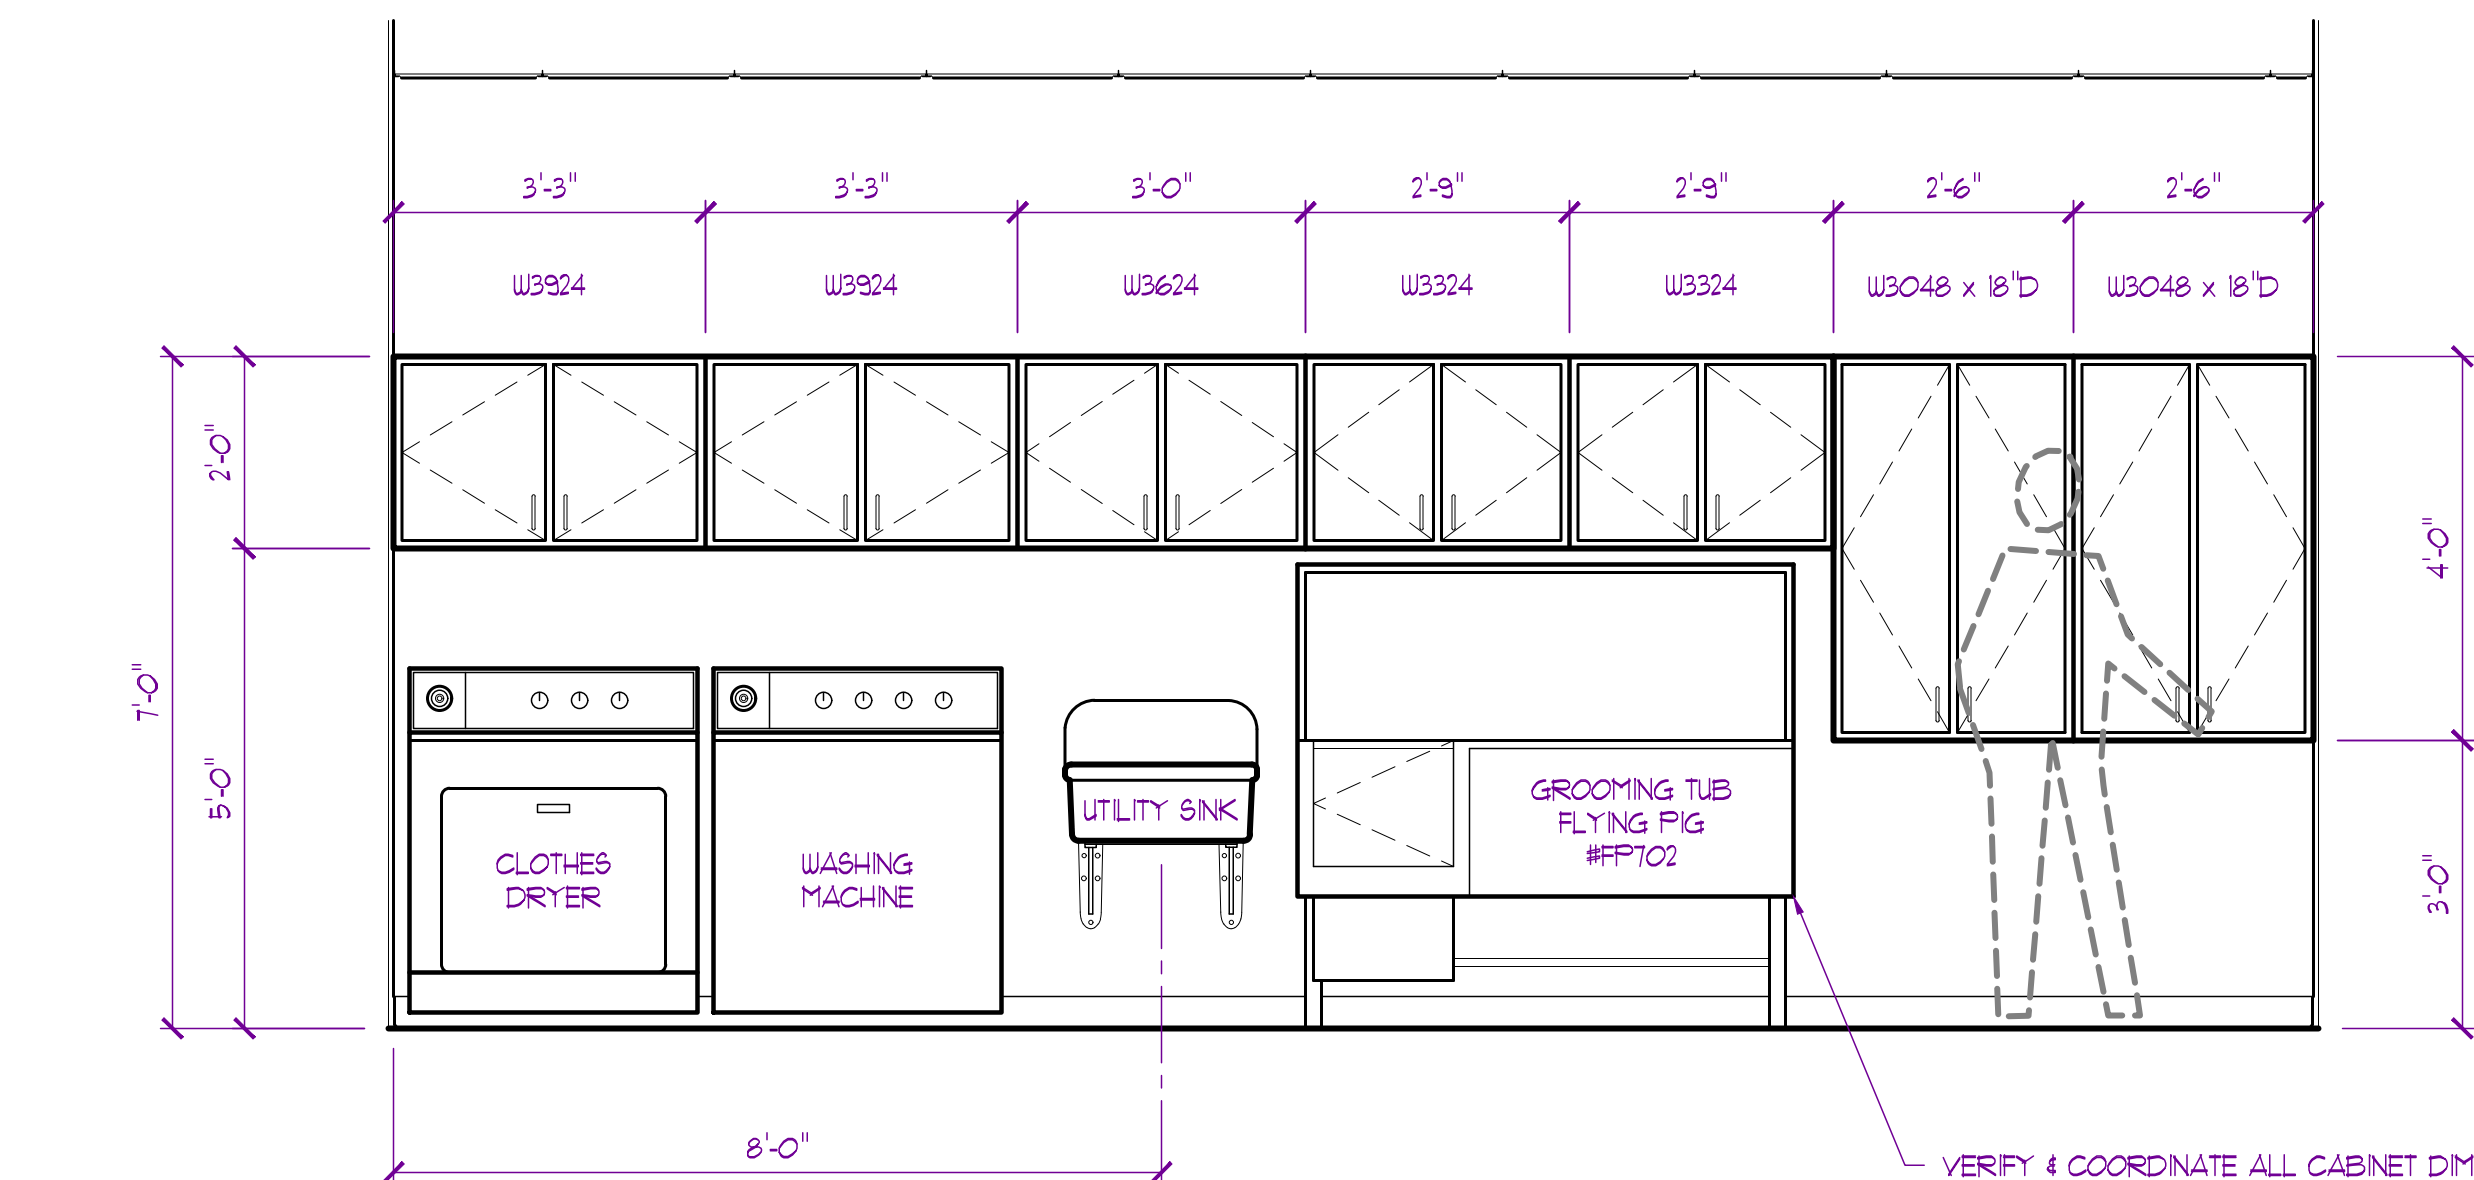 3'-3" 3'-3" 3'-0" 2'-9" 2'-9" 2'-6" 2'-6"
W3924 W3924 W3624 W3324 W3324 W3048 x 18"D W3048 x 18"D
2'-0"
7'-0"
5'-0"
4'-0"
3'-0"
CLOTHES
DRYER
WASHING
MACHINE
UTILITY SINK
GROOMING TUB
FLYING PIG
#FP702
8'-0"
VERIFY & COORDINATE ALL CABINET DIM